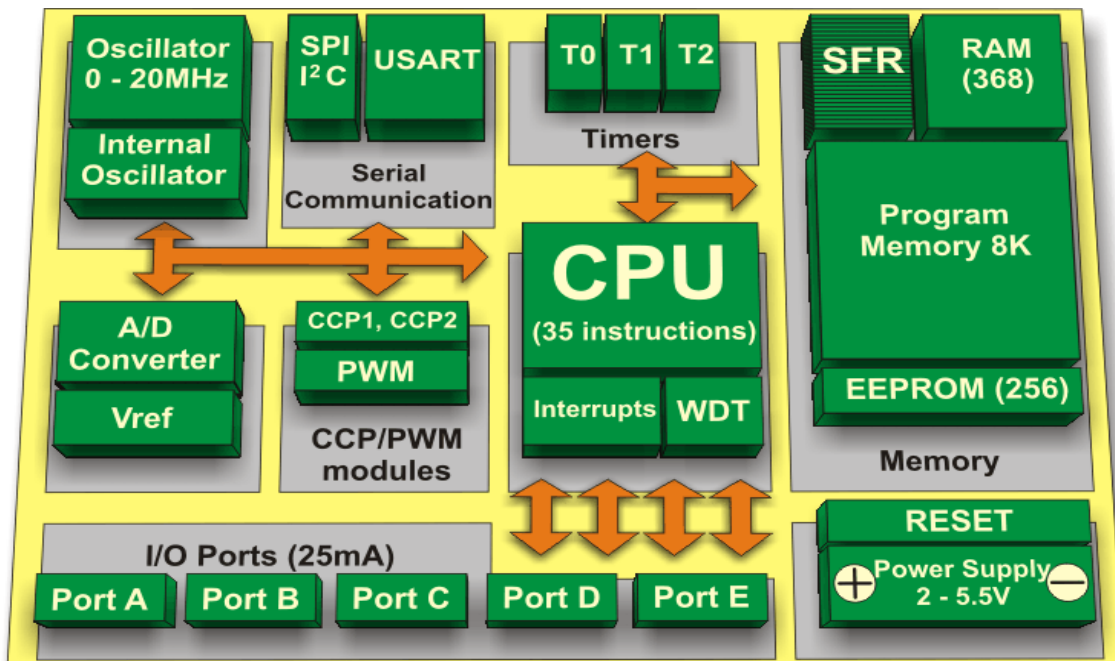 Oscillator
0 - 20MHz
Internal
Oscillator
SPI
I²C
USART
Serial
Communication
T0 T1 T2
Timers
SFR
RAM
(368)
Program
Memory 8K
EEPROM (256)
Memory
CPU
(35 instructions)
Interrupts
WDT
A/D
Converter
Vref
CCP1, CCP2
PWM
CCP/PWM
modules
I/O Ports (25mA)
Port A Port B Port C Port D Port E
RESET
Power Supply
+ 2 - 5.5V −